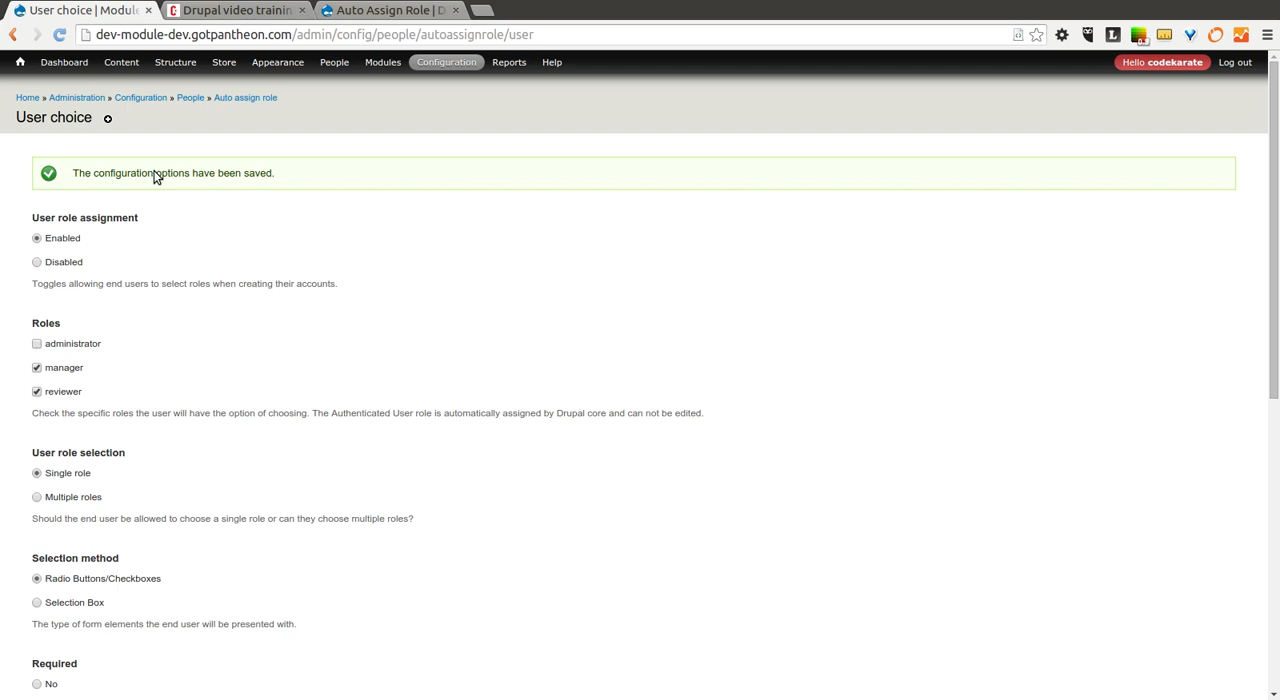 User choice | Module
Drupal video trainin
Auto Assign Role | D
dev-module-dev.gotpantheon.com/admin/config/people/autoassignrole/user
Dashboard Content Structure Store Appearance People Modules Configuration Reports Help Hello codekarate Log out
Home » Administration » Configuration » People » Auto assign role
User choice
The configuration options have been saved.
User role assignment
Enabled
Disabled
Toggles allowing end users to select roles when creating their accounts.
Roles
administrator
manager
reviewer
Check the specific roles the user will have the option of choosing. The Authenticated User role is automatically assigned by Drupal core and can not be edited.
User role selection
Single role
Multiple roles
Should the end user be allowed to choose a single role or can they choose multiple roles?
Selection method
Radio Buttons/Checkboxes
Selection Box
The type of form elements the end user will be presented with.
Required
No